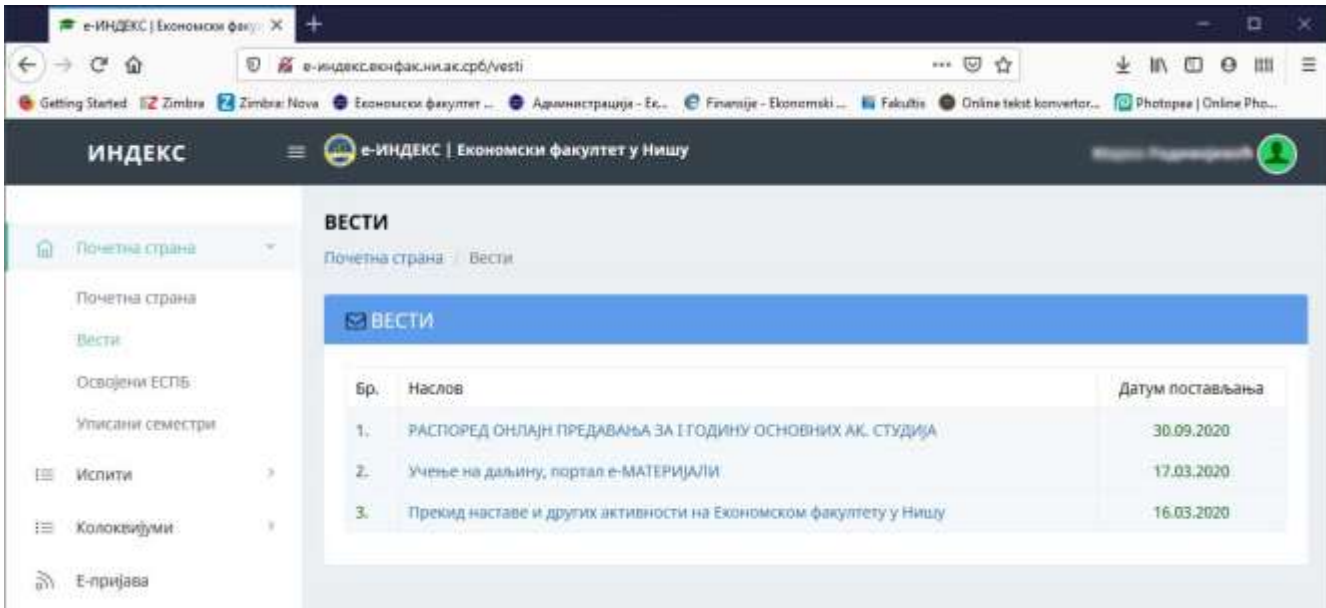 е-ИНДЕКС | Економски факу
е-индекс.екнфак.ни.ак.срб/vesti
Getting Started Zimbra Zimbra: Nova Економски факултет ... Администрација - Ек... Finansije - Ekonomski ... Fakultis Online tekst konvertor... Photopea | Online Pho...
ИНДЕКС е-ИНДЕКС | Економски факултет у Нишу
ВЕСТИ
Почетна страна / Вести
Почетна страна
Почетна страна
Вести
Освојени ЕСПБ
Уписани семестри
Испити
Колоквијуми
Е-пријава
ВЕСТИ
Бр. Наслов Датум постављања
1. РАСПОРЕД ОНЛАЈН ПРЕДАВАЊА ЗА I ГОДИНУ ОСНОВНИХ АК. СТУДИЈА 30.09.2020
2. Учење на даљину, портал е-МАТЕРИЈАЛИ 17.03.2020
3. Прекид наставе и других активности на Економском факултету у Нишу 16.03.2020